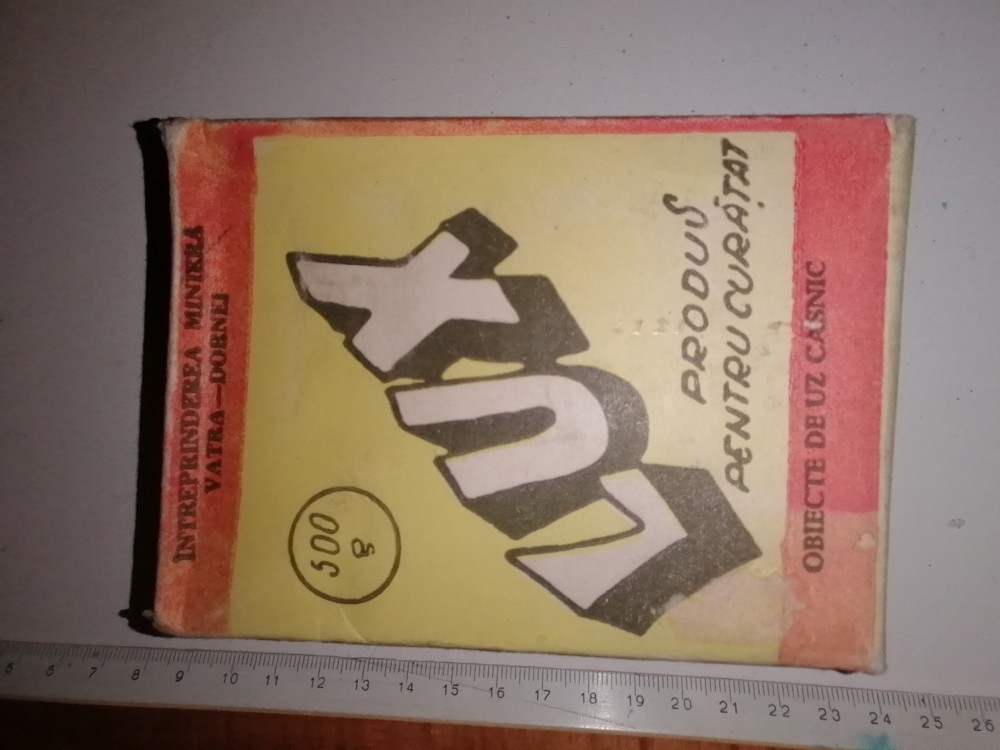 INTREPRINDEREA MINIERĂ
VATRA—DORNEI
500
g
LUX
PRODUS
PENTRU CURĂȚAT
OBIECTE DE UZ CASNIC
5 6 7 8 9 10 11 12 13 14 15 16 17 18 19 20 21 22 23 24 25 26